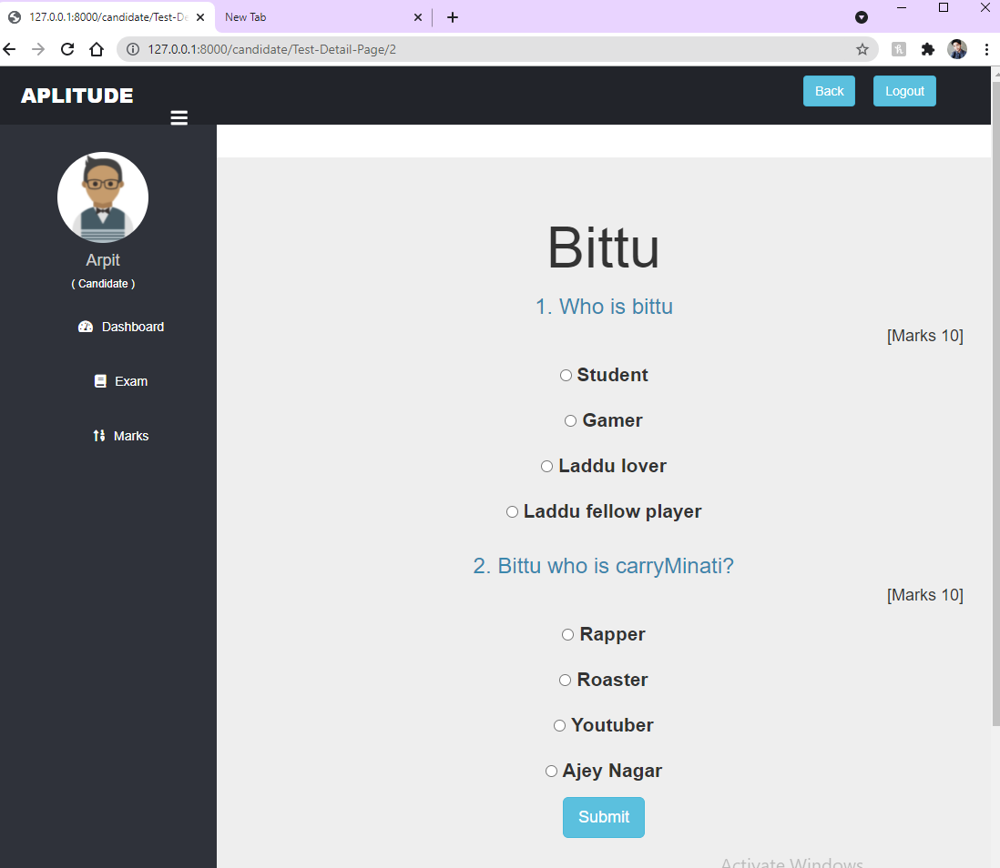 127.0.0.1:8000/candidate/Test-De
New Tab
127.0.0.1:8000/candidate/Test-Detail-Page/2
APLITUDE
Back
Logout
Arpit
( Candidate )
Dashboard
Exam
Marks
Bittu
1. Who is bittu
[Marks 10]
Student
Gamer
Laddu lover
Laddu fellow player
2. Bittu who is carryMinati?
[Marks 10]
Rapper
Roaster
Youtuber
Ajey Nagar
Submit
Activate Windows